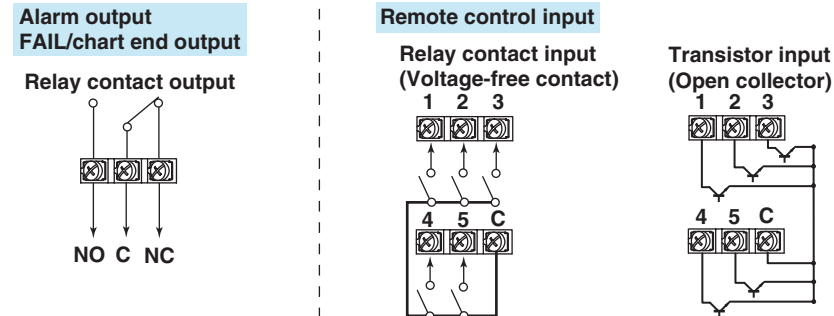 Alarm output
FAIL/chart end output
Relay contact output
NO C NC
Remote control input
Relay contact input
(Voltage-free contact)
1 2 3
4 5 C
Transistor input
(Open collector)
1 2 3
4 5 C